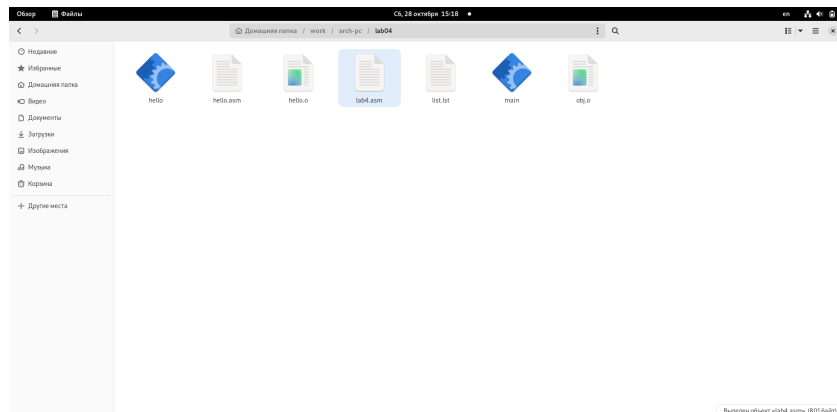 Обзор Файлы Сб, 28 октября 15:18 en
Домашняя папка / work / arch-pc / lab04
Недавние
Избранные
Домашняя папка
Видео
Документы
Загрузки
Изображения
Музыка
Корзина
Другие места
hello hello.asm hello.o lab4.asm list.lst main obj.o
Выделен объект «lab4.asm» (801 байт)